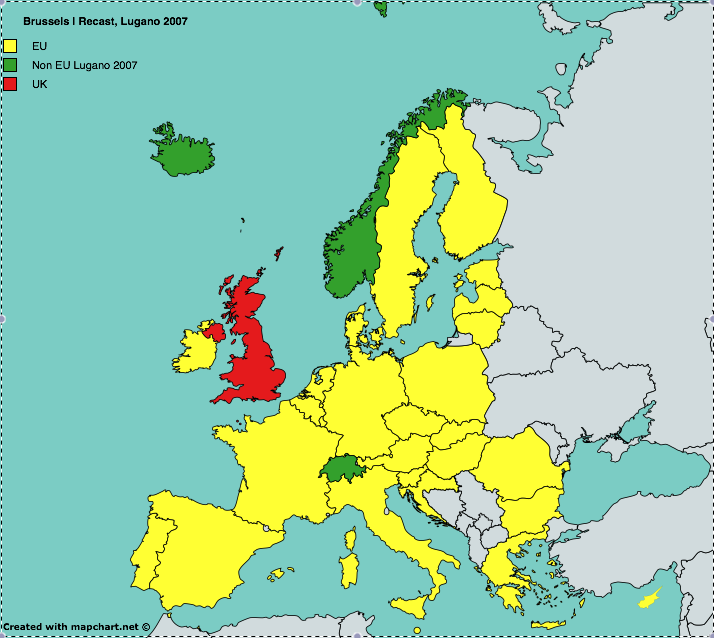 Brussels I Recast, Lugano 2007
EU
Non EU Lugano 2007
UK
Created with mapchart.net ©